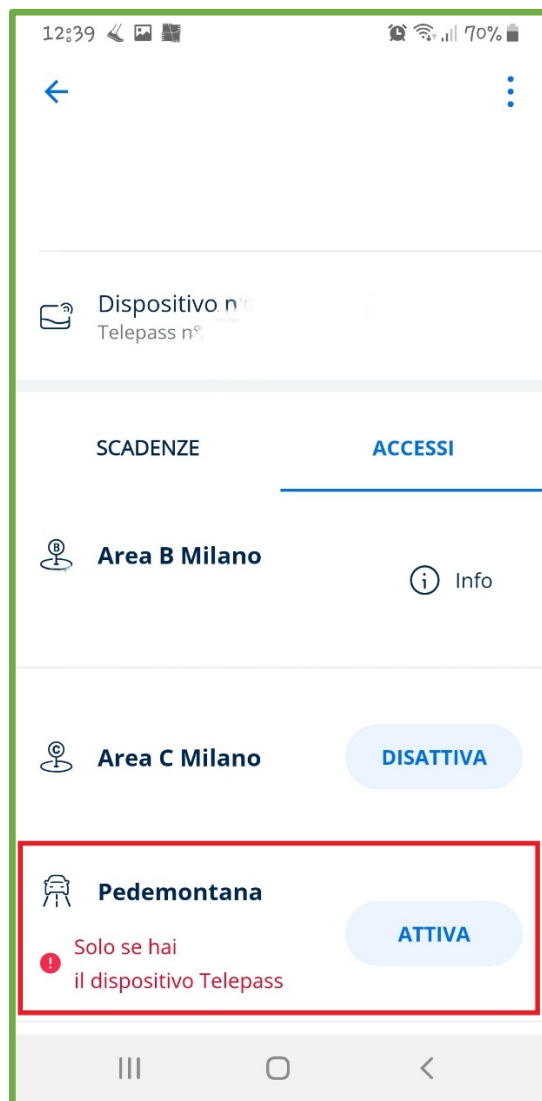 12:39 70%
Dispositivo n°
Telepass n°
SCADENZE ACCESSI
B
Area B Milano
i Info
C
Area C Milano DISATTIVA
Pedemontana
ATTIVA
! Solo se hai
il dispositivo Telepass